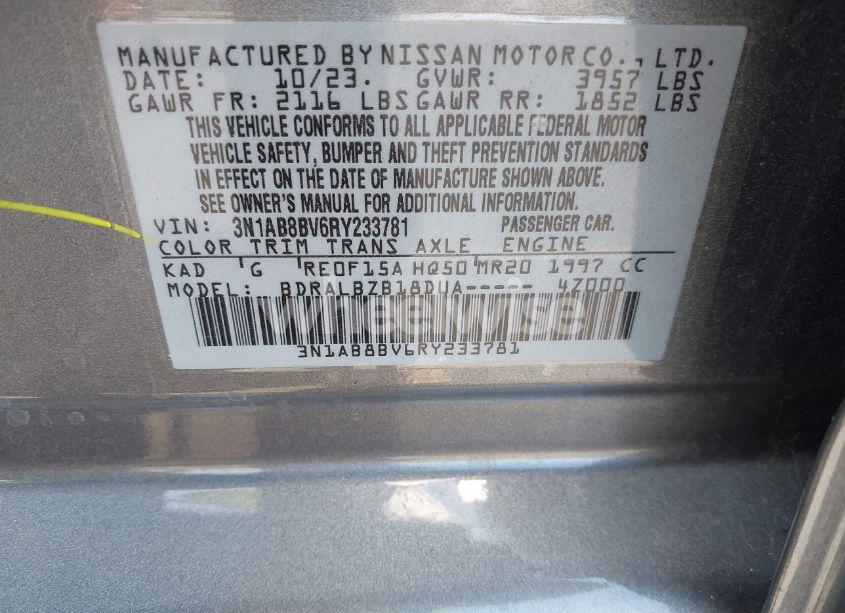 MANUFACTURED BY NISSAN MOTOR CO., LTD.
DATE: 10/23. GVWR: 3957 LBS
GAWR FR: 2116 LBS GAWR RR: 1852 LBS
THIS VEHICLE CONFORMS TO ALL APPLICABLE FEDERAL MOTOR
VEHICLE SAFETY, BUMPER AND THEFT PREVENTION STANDARDS
IN EFFECT ON THE DATE OF MANUFACTURE SHOWN ABOVE.
SEE OWNER'S MANUAL FOR ADDITIONAL INFORMATION.
VIN: 3N1AB8BV6RY233781 PASSENGER CAR.
COLOR TRIM TRANS AXLE ENGINE
KAD G RE0F15A HQ50 MR20 1997 CC
MODEL: BDRALBZB18DUA----- 47000
WheelWise
3N1AB8BV6RY233781